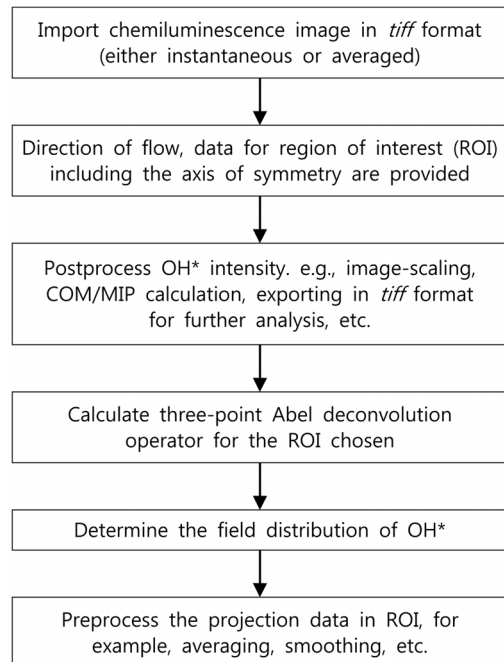 Import chemiluminescence image in tiff format
(either instantaneous or averaged)
Direction of flow, data for region of interest (ROI)
including the axis of symmetry are provided
Postprocess OH* intensity. e.g., image-scaling,
COM/MIP calculation, exporting in tiff format
for further analysis, etc.
Calculate three-point Abel deconvolution
operator for the ROI chosen
Determine the field distribution of OH*
Preprocess the projection data in ROI, for
example, averaging, smoothing, etc.